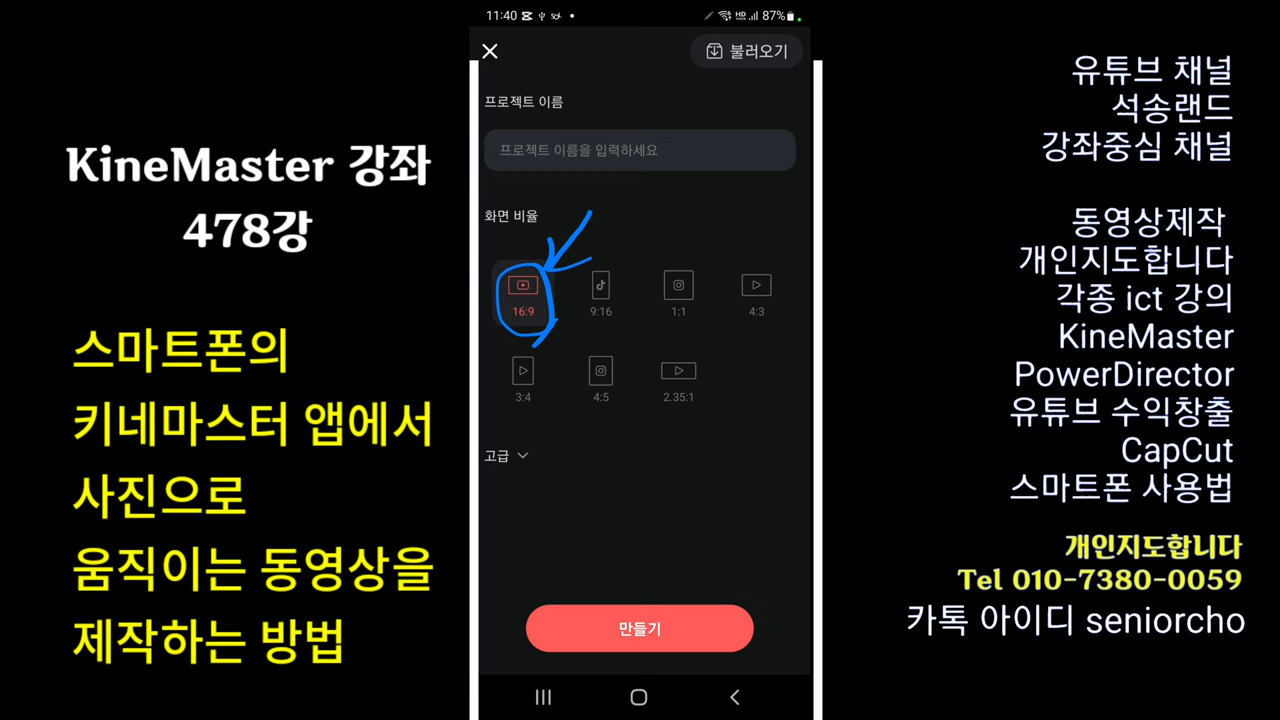 KineMaster 강좌
478강
스마트폰의
키네마스터 앱에서
사진으로
움직이는 동영상을
제작하는 방법
11:40
87%
불러오기
프로젝트 이름
프로젝트 이름을 입력하세요
화면 비율
16:9
9:16
1:1
4:3
3:4
4:5
2.35:1
고급
만들기
유튜브 채널
석송랜드
강좌중심 채널
동영상제작
개인지도합니다
각종 ict 강의
KineMaster
PowerDirector
유튜브 수익창출
CapCut
스마트폰 사용법
개인지도합니다
Tel 010-7380-0059
카톡 아이디 seniorcho